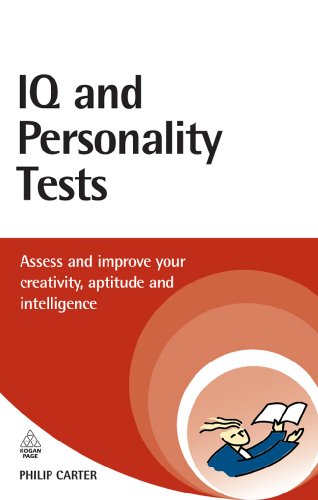 IQ and
Personality
Tests
Assess and improve your
creativity, aptitude and
intelligence
KOGAN
PAGE
PHILIP CARTER